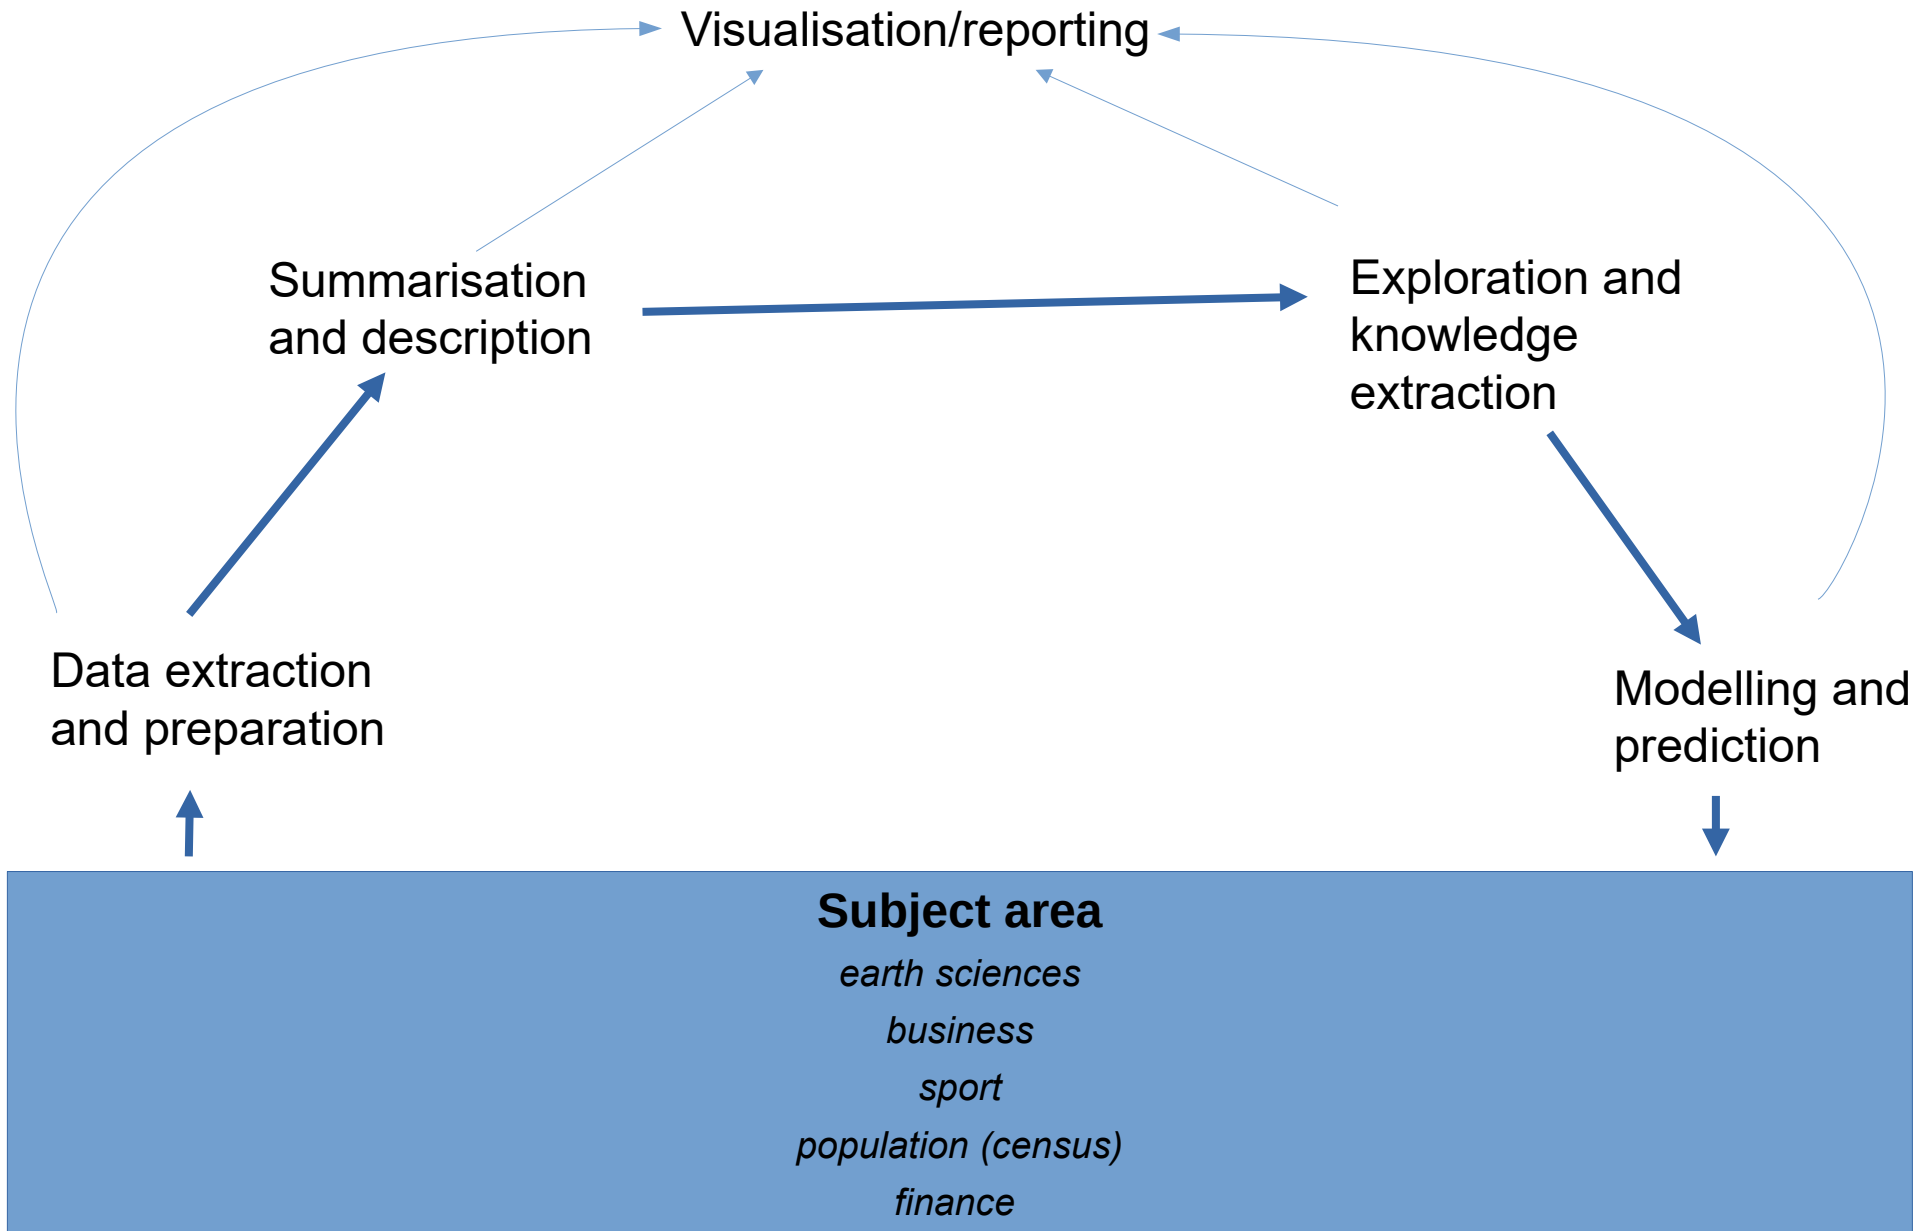 Visualisation/reporting
Summarisation
and description
Exploration and
knowledge
extraction
Data extraction
and preparation
Modelling and
prediction
Subject area
earth sciences
business
sport
population (census)
finance